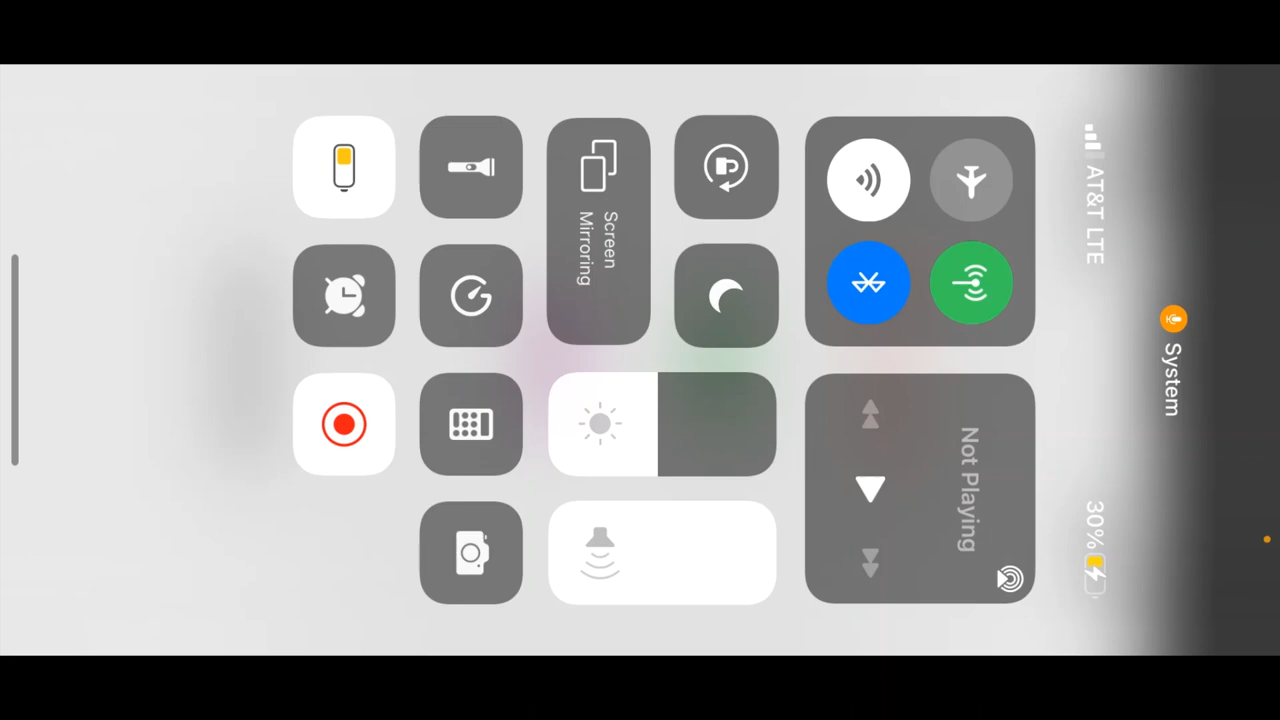 System
AT&T LTE
30%
Not Playing
Screen
Mirroring